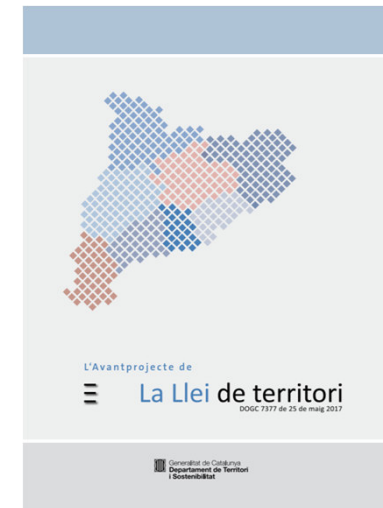 L'Avantprojecte de
La Llei de territori
DOGC 7377 de 25 de maig 2017
Generalitat de Catalunya
Departament de Territori
i Sostenibilitat